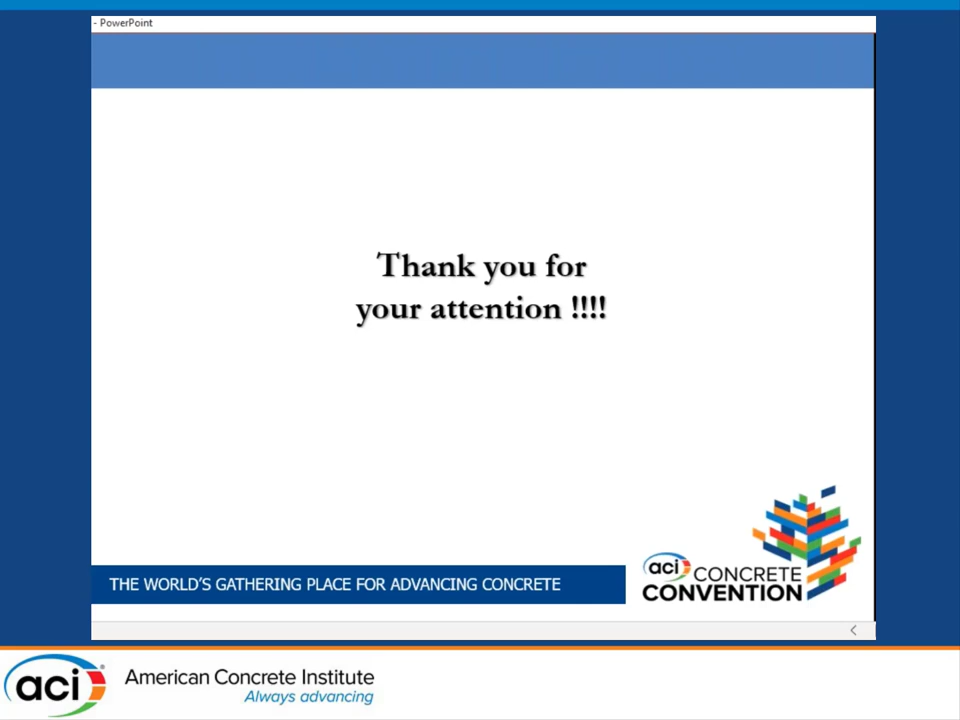 - PowerPoint
Thank you for
your attention !!!!
THE WORLD'S GATHERING PLACE FOR ADVANCING CONCRETE
aci CONCRETE
CONVENTION
aci® American Concrete Institute
Always advancing